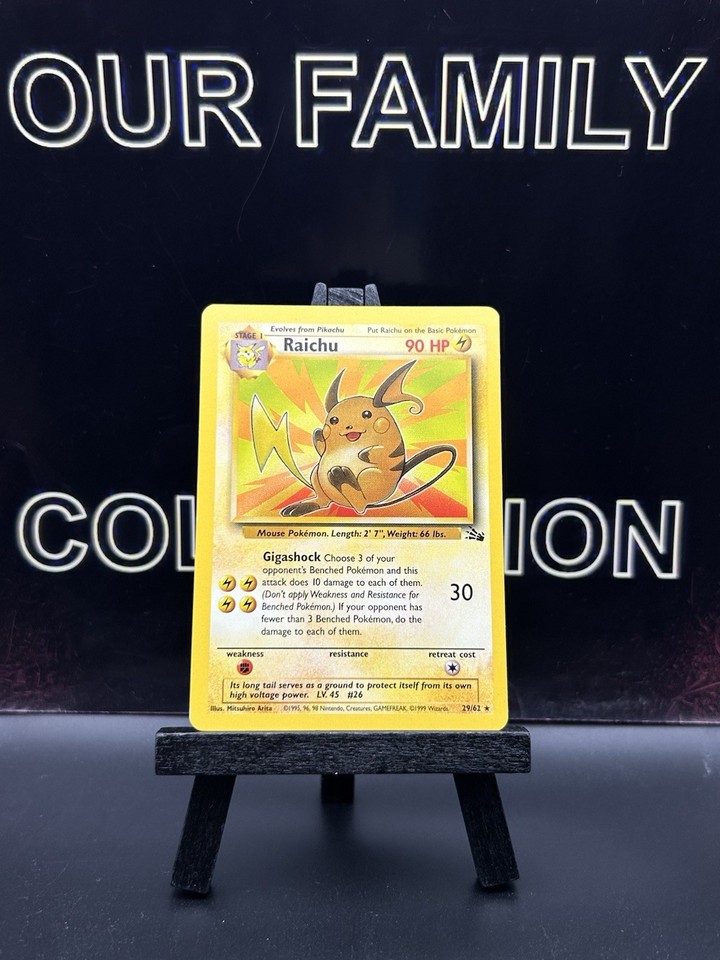 OUR FAMILY
COL ION
STAGE 1
Evolves from Pikachu
Put Raichu on the Basic Pokémon
Raichu
90 HP
Mouse Pokémon. Length: 2' 7", Weight: 66 lbs.
Gigashock Choose 3 of your
opponent's Benched Pokémon and this
attack does 10 damage to each of them.
(Don't apply Weakness and Resistance for
Benched Pokémon.) If your opponent has
fewer than 3 Benched Pokémon, do the
damage to each of them.
30
weakness
resistance
retreat cost
Its long tail serves as a ground to protect itself from its own
high voltage power. LV. 45 #26
Illus. Mitsuhiro Arita
©1995, 96, 98 Nintendo, Creatures, GAMEFREAK. ©1999 Wizards.
29/62 ★